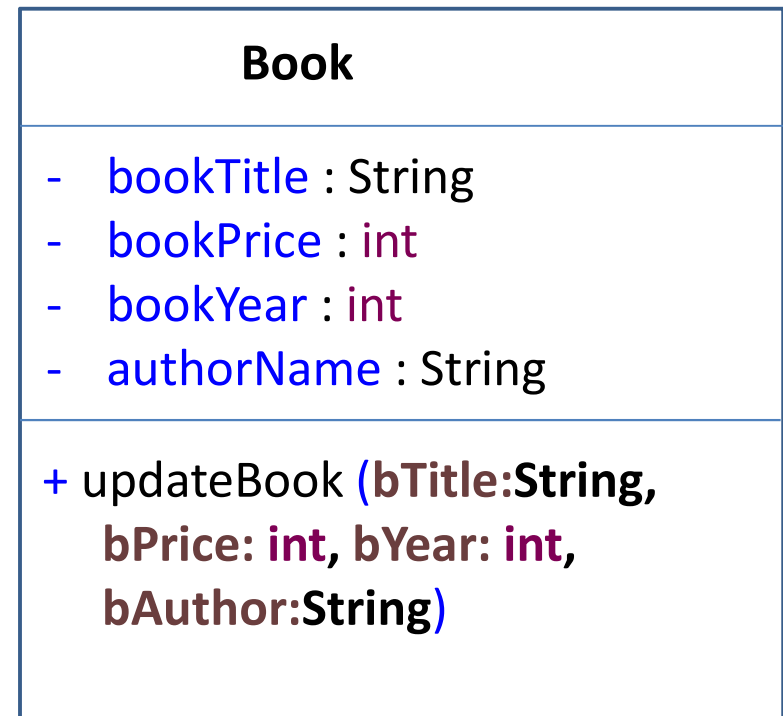 Book
- bookTitle : String
- bookPrice : int
- bookYear : int
- authorName : String
+ updateBook (bTitle:String,
bPrice: int, bYear: int,
bAuthor:String)